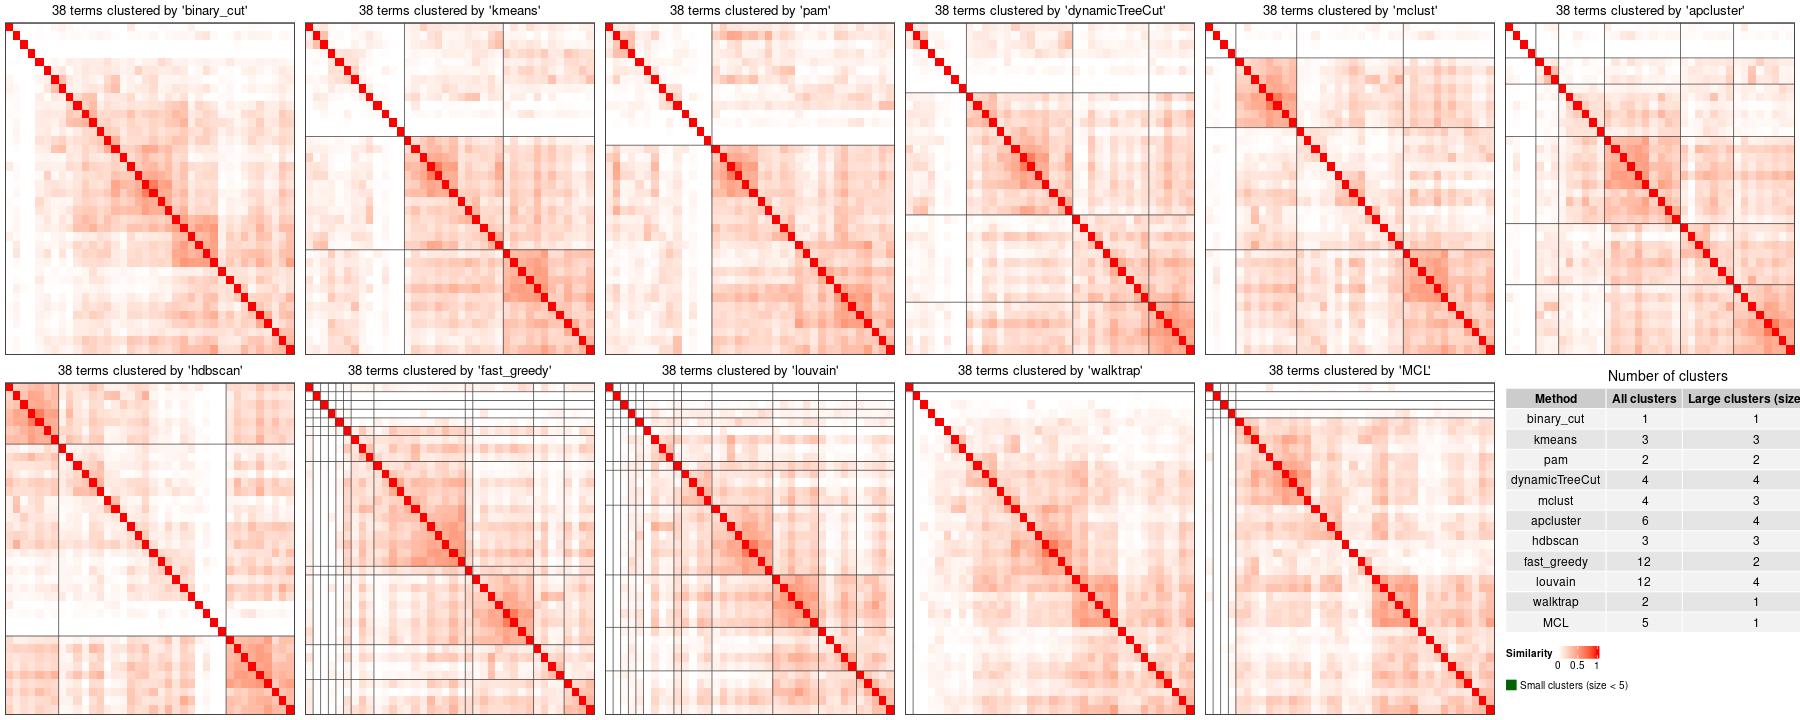 38 terms clustered by 'binary_cut'
38 terms clustered by 'kmeans'
38 terms clustered by 'pam'
38 terms clustered by 'dynamicTreeCut'
38 terms clustered by 'mclust'
38 terms clustered by 'apcluster'
38 terms clustered by 'hdbscan'
38 terms clustered by 'fast_greedy'
38 terms clustered by 'louvain'
38 terms clustered by 'walktrap'
38 terms clustered by 'MCL'
Number of clusters
Method All clusters Large clusters (size
binary_cut 1 1
kmeans 3 3
pam 2 2
dynamicTreeCut 4 4
mclust 4 3
apcluster 6 4
hdbscan 3 3
fast_greedy 12 2
louvain 12 4
walktrap 2 1
MCL 5 1
Similarity
0 0.5 1
Small clusters (size < 5)